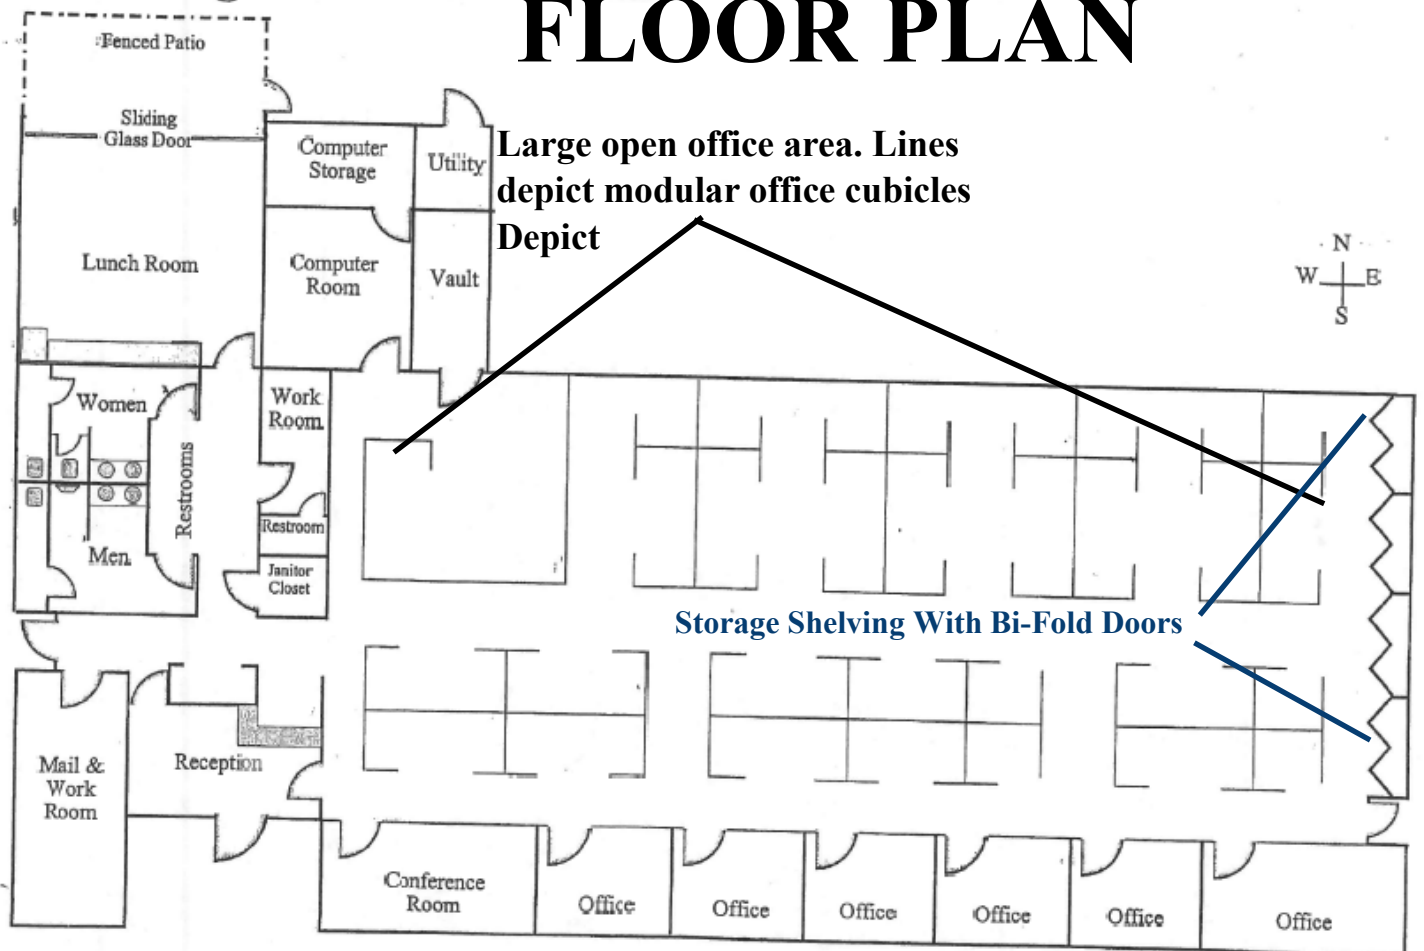 FLOOR PLAN
Fenced Patio
Sliding
Glass Door
Computer
Storage
Utility
Large open office area. Lines
depict modular office cubicles
Depict
N
W E
S
Lunch Room
Computer
Room
Vault
Women
Work
Room
Restrooms
Restroom
Men
Janitor
Closet
Storage Shelving With Bi-Fold Doors
Mail &
Work
Room
Reception
Conference
Room
Office
Office
Office
Office
Office
Office